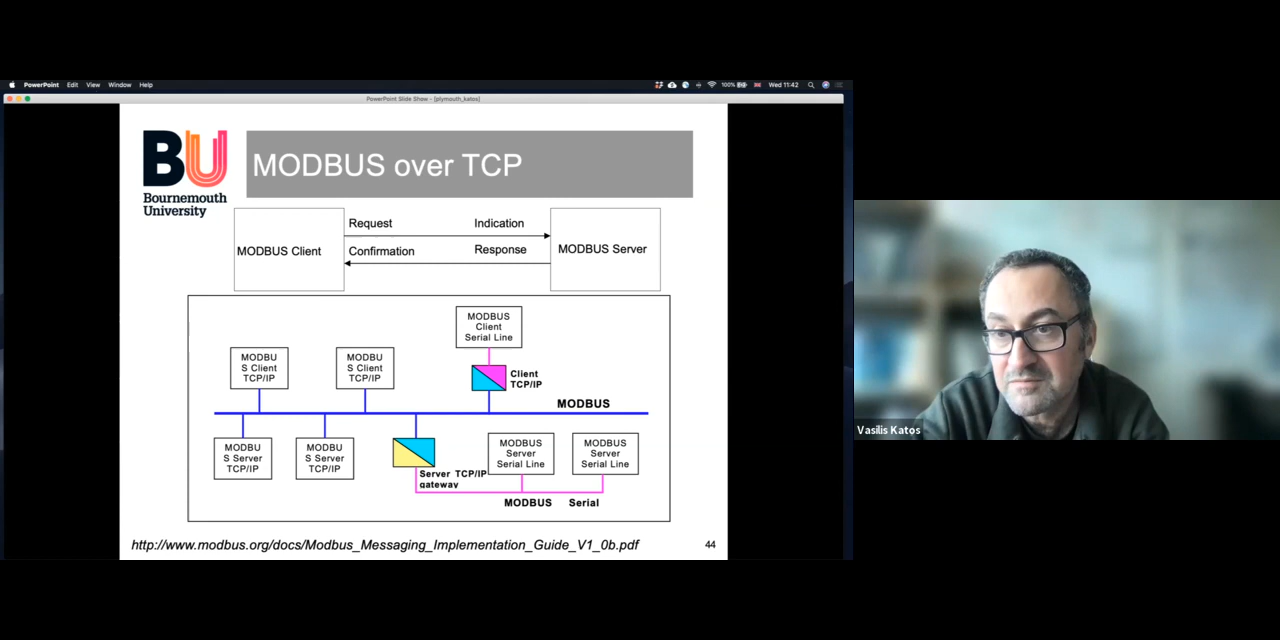 PowerPoint Edit View Window Help
100% Wed 11:42
PowerPoint Slide Show - [plymouth_katos]
BU
Bournemouth
University
MODBUS over TCP
MODBUS Client
Request
Indication
Confirmation
Response
MODBUS Server
MODBUS
Client
Serial Line
MODBU
S Client
TCP/IP
MODBU
S Client
TCP/IP
Client
TCP/IP
MODBUS
MODBU
S Server
TCP/IP
MODBU
S Server
TCP/IP
Server TCP/IP
gateway
MODBUS
Server
Serial Line
MODBUS
Server
Serial Line
MODBUS Serial
http://www.modbus.org/docs/Modbus_Messaging_Implementation_Guide_V1_0b.pdf
44
Vasilis Katos